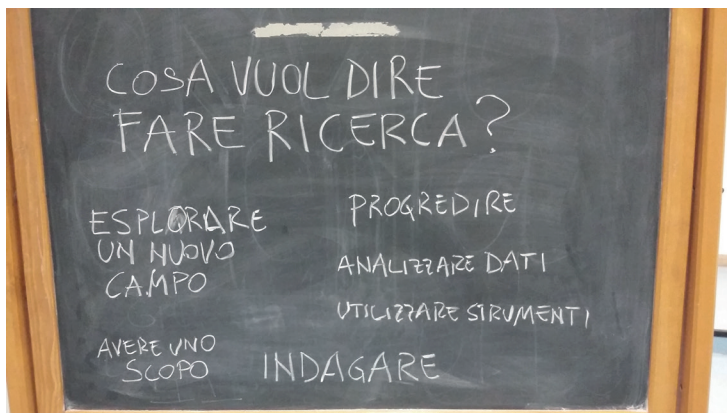 COSA VUOL DIRE
FARE RICERCA?
ESPLORARE
UN NUOVO
CAMPO
PROGREDIRE
ANALIZZARE DATI
UTILIZZARE STRUMENTI
AVERE UNO
SCOPO
INDAGARE